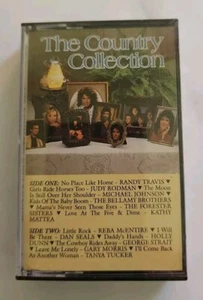 The Country
Collection
SIDE ONE: No Place Like Home - RANDY TRAVIS ♥
Girls Ride Horses Too - JUDY RODMAN ♥ The Moon
Is Still Over Her Shoulder - MICHAEL JOHNSON ♥
Kids Of The Baby Boom - THE BELLAMY BROTHERS
♥ Mama's Never Seen Those Eyes - THE FORESTER
SISTERS ♥ Love At The Five & Dime - KATHY
MATTEA
SIDE TWO: Little Rock - REBA McENTIRE ♥ I Will
Be There - DAN SEALS ♥ Daddy's Hands - HOLLY
DUNN ♥ The Cowboy Rides Away - GEORGE STRAIT
♥ Leave Me Lonely - GARY MORRIS ♥ I'll Come Back
As Another Woman - TANYA TUCKER